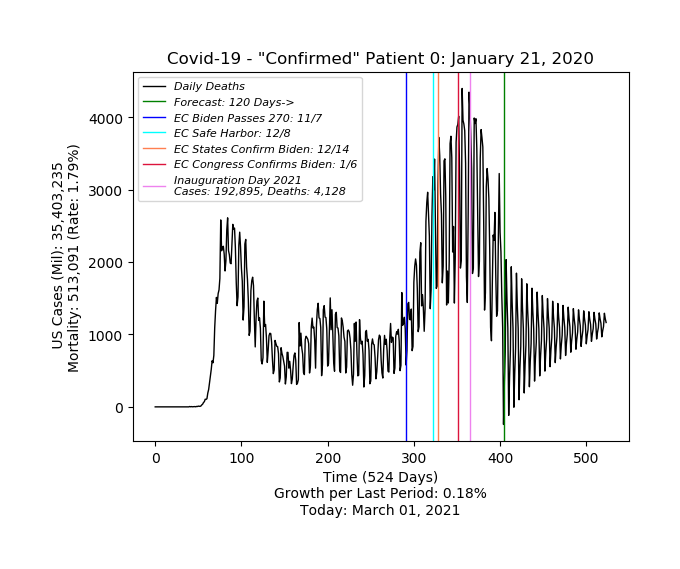 Covid-19 - "Confirmed" Patient 0: January 21, 2020
Daily Deaths
Forecast: 120 Days->
EC Biden Passes 270: 11/7
EC Safe Harbor: 12/8
EC States Confirm Biden: 12/14
EC Congress Confirms Biden: 1/6
Inauguration Day 2021
Cases: 192,895, Deaths: 4,128
US Cases (Mil): 35,403,235
Mortality: 513,091 (Rate: 1.79%)
4000
3000
2000
1000
0
0 100 200 300 400 500
Time (524 Days)
Growth per Last Period: 0.18%
Today: March 01, 2021